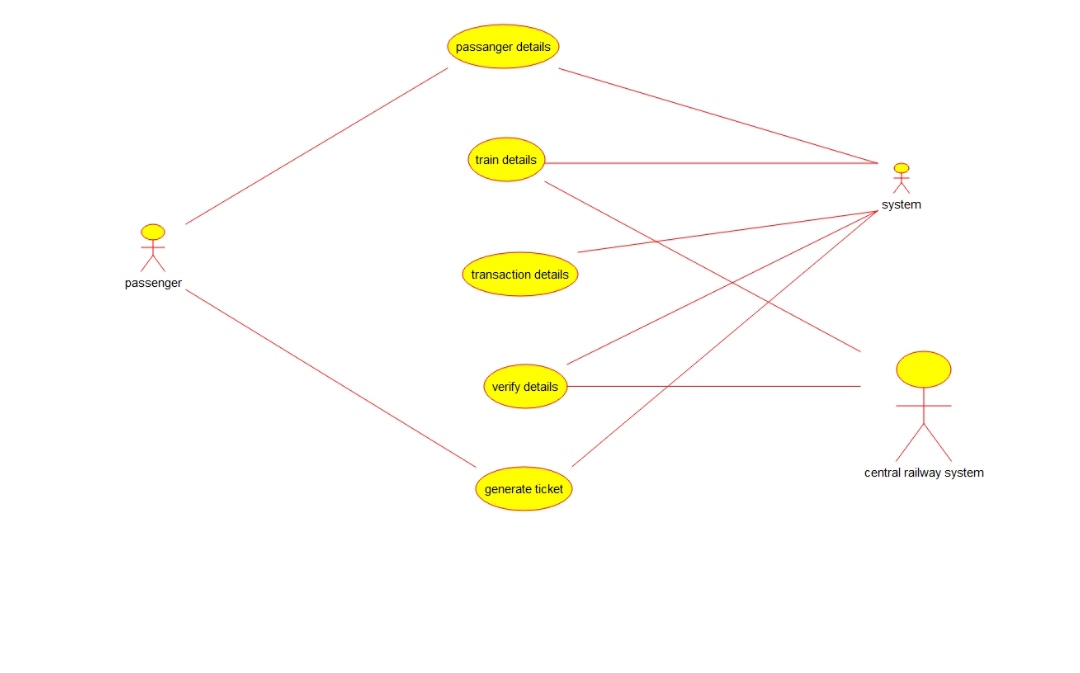 passanger details
train details
system
passenger
transaction details
verify details
central railway system
generate ticket